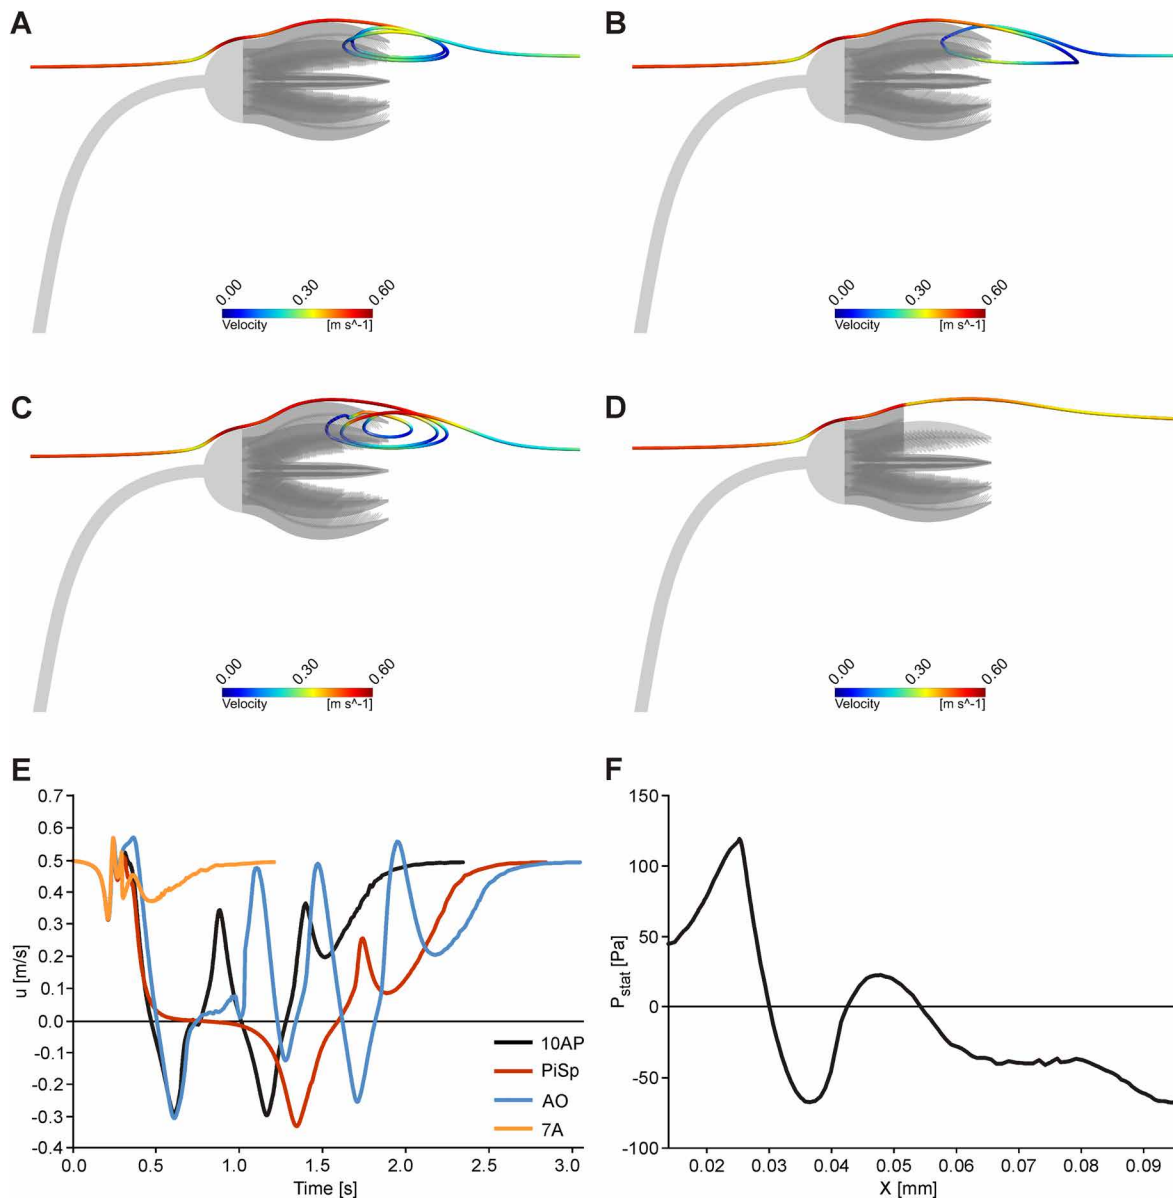 A
B
0.00
0.30
0.60
Velocity
[m s^-1]
0.00
0.30
0.60
Velocity
[m s^-1]
C
D
0.00
0.30
0.60
Velocity
[m s^-1]
0.00
0.30
0.60
Velocity
[m s^-1]
E
0.7
0.6
0.5
0.4
0.3
0.2
0.1
0.0
-0.1
-0.2
-0.3
-0.4
u [m/s]
10AP
PiSp
AO
7A
0.0 0.5 1.0 1.5 2.0 2.5 3.0
Time [s]
F
150
100
50
0
-50
-100
Pstat [Pa]
0.02 0.03 0.04 0.05 0.06 0.07 0.08 0.09
X [mm]